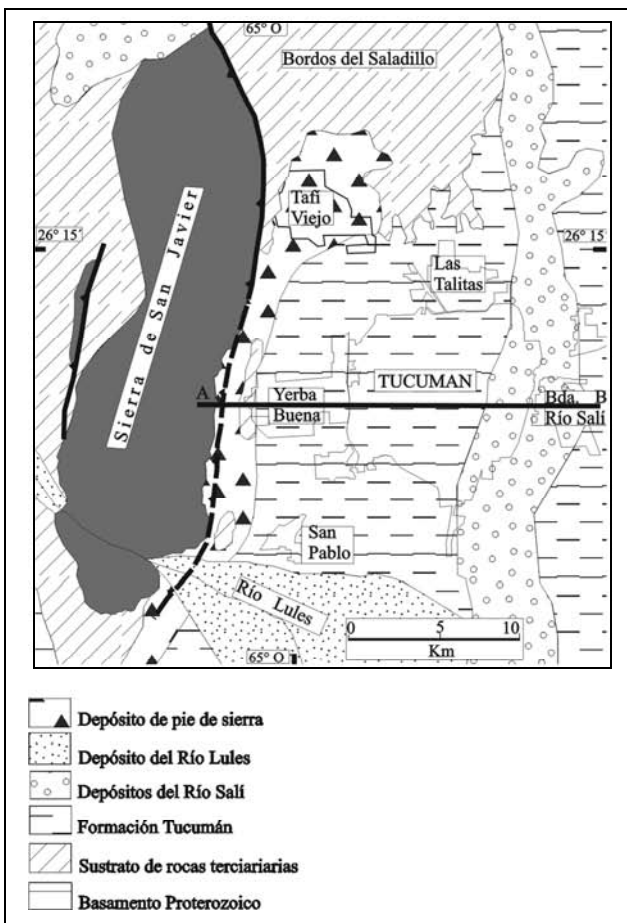 65° O
Bordos del Saladillo
Tafí
Viejo
26° 15'
26° 15'
Las
Talitas
Sierra de San Javier
A
Yerba
Buena
TUCUMAN
Bda. B
Río Salí
San
Pablo
Río Lules
0 5 10
Km
65° O
Depósito de pie de sierra
Depósito del Río Lules
Depósitos del Río Salí
Formación Tucumán
Sustrato de rocas terciariarias
Basamento Proterozoico